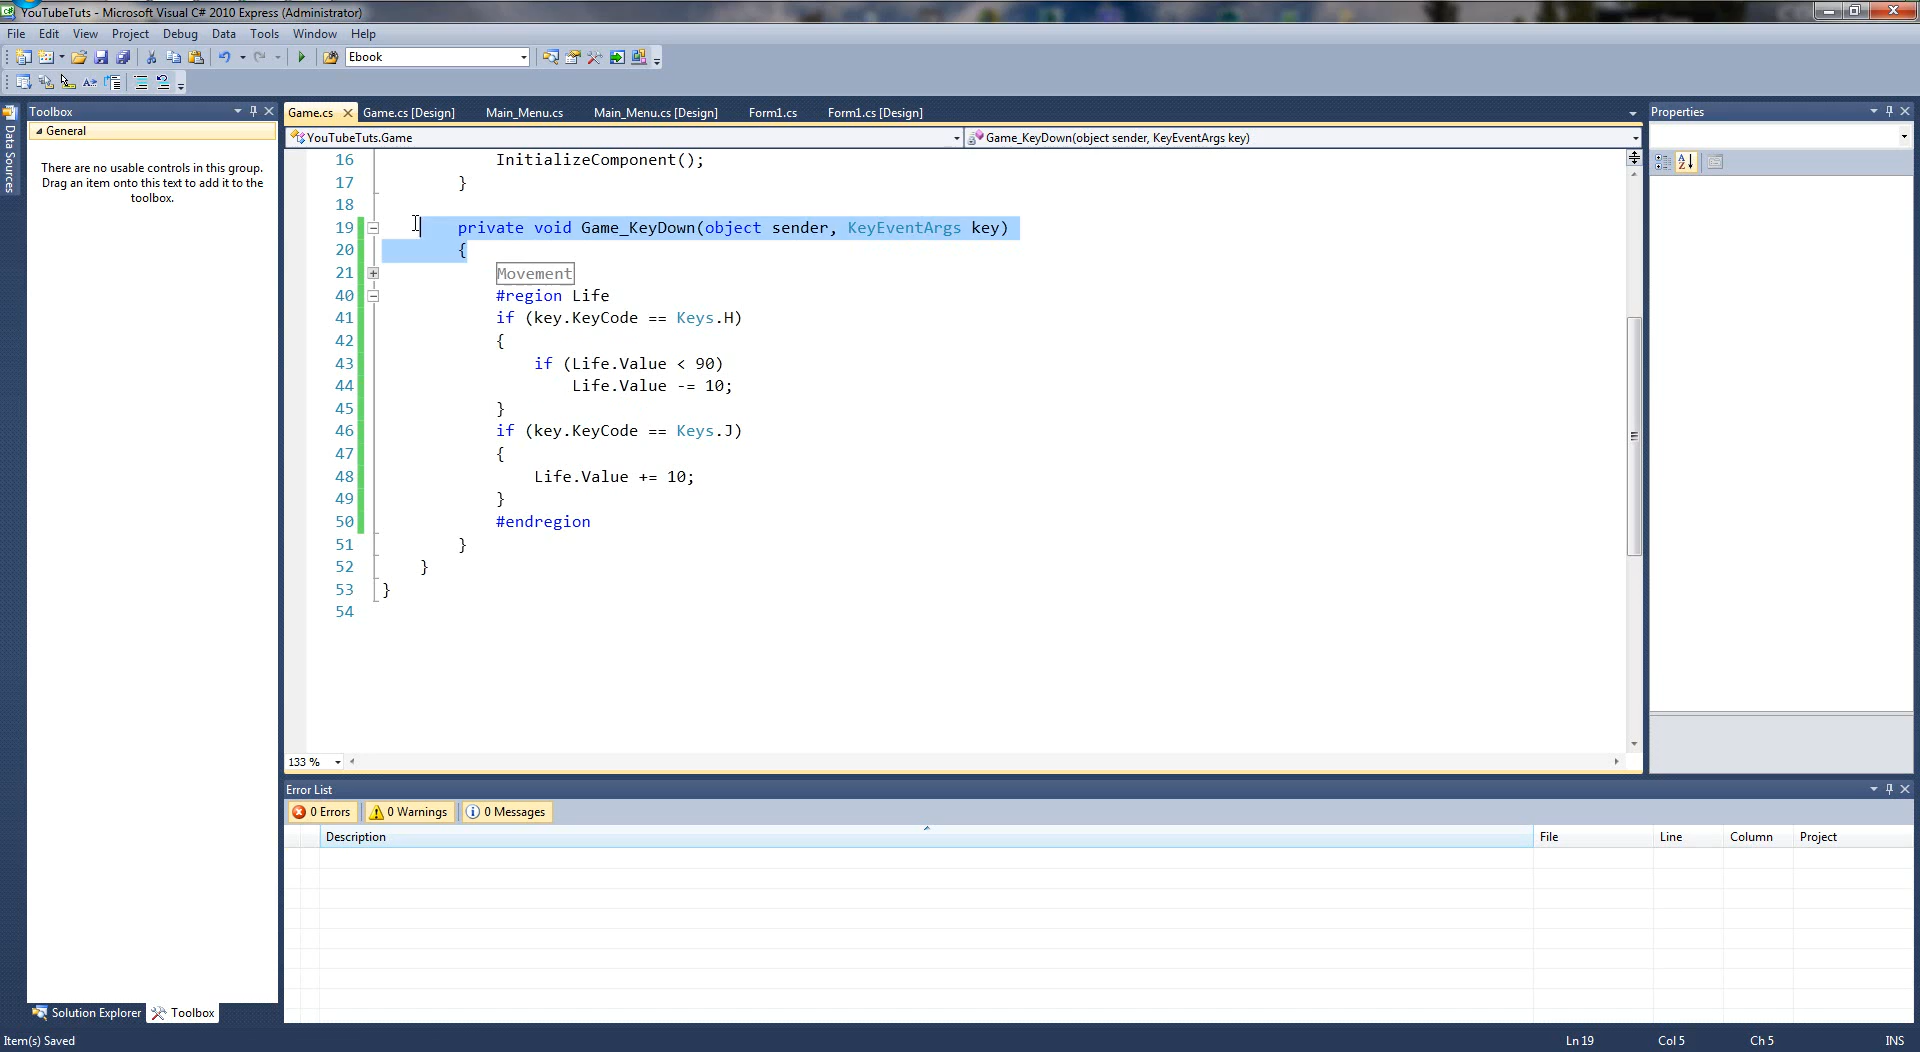 YouTubeTuts - Microsoft Visual C# 2010 Express (Administrator)
File Edit View Project Debug Data Tools Window Help
Ebook
Toolbox
General
There are no usable controls in this group.
Drag an item onto this text to add it to the
toolbox.
Data Sources
Solution Explorer
Toolbox
Game.cs
Game.cs [Design]
Main_Menu.cs
Main_Menu.cs [Design]
Form1.cs
Form1.cs [Design]
YouTubeTuts.Game
Game_KeyDown(object sender, KeyEventArgs key)
16 InitializeComponent();
17 }
18
19 private void Game_KeyDown(object sender, KeyEventArgs key)
20 {
21 Movement
40 #region Life
41 if (key.KeyCode == Keys.H)
42 {
43 if (Life.Value < 90)
44 Life.Value -= 10;
45 }
46 if (key.KeyCode == Keys.J)
47 {
48 Life.Value += 10;
49 }
50 #endregion
51 }
52 }
53 }
54
133 %
Properties
Error List
0 Errors
0 Warnings
0 Messages
Description File Line Column Project
Item(s) Saved Ln 19 Col 5 Ch 5 INS